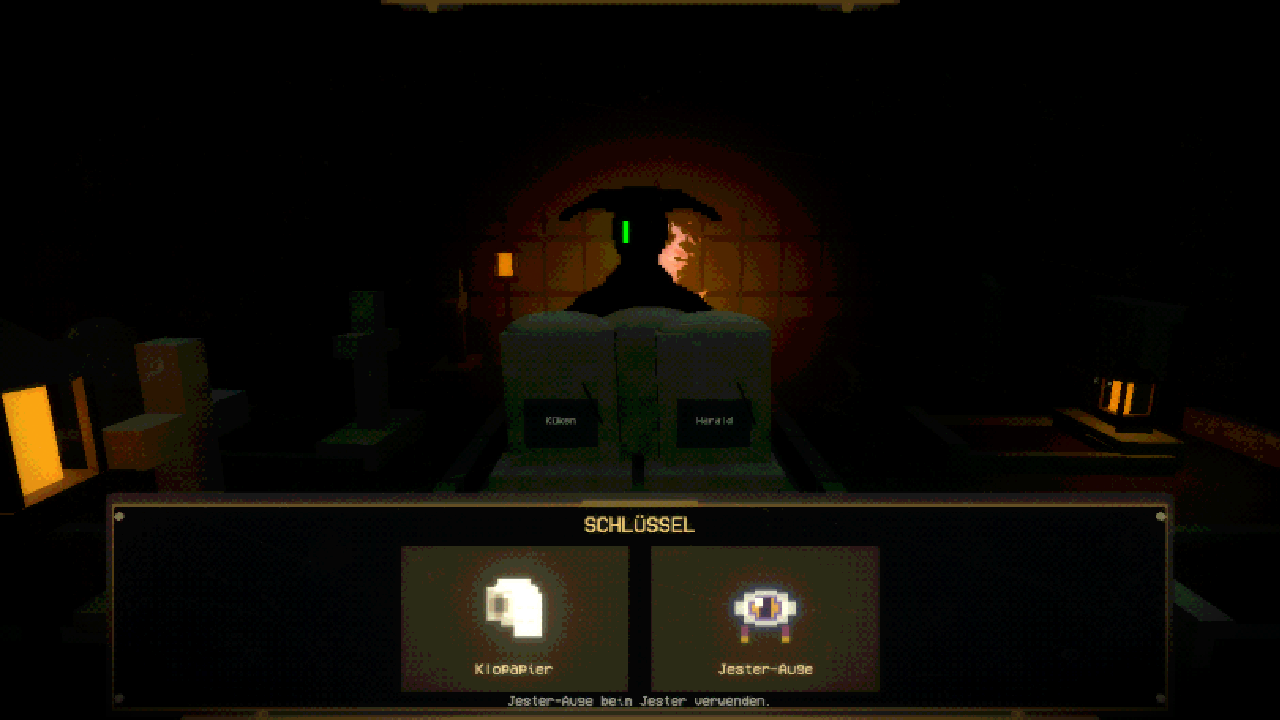 Küken
Harald
SCHLÜSSEL
Klopapier
Jester-Auge
Jester-Auge beim Jester verwenden.